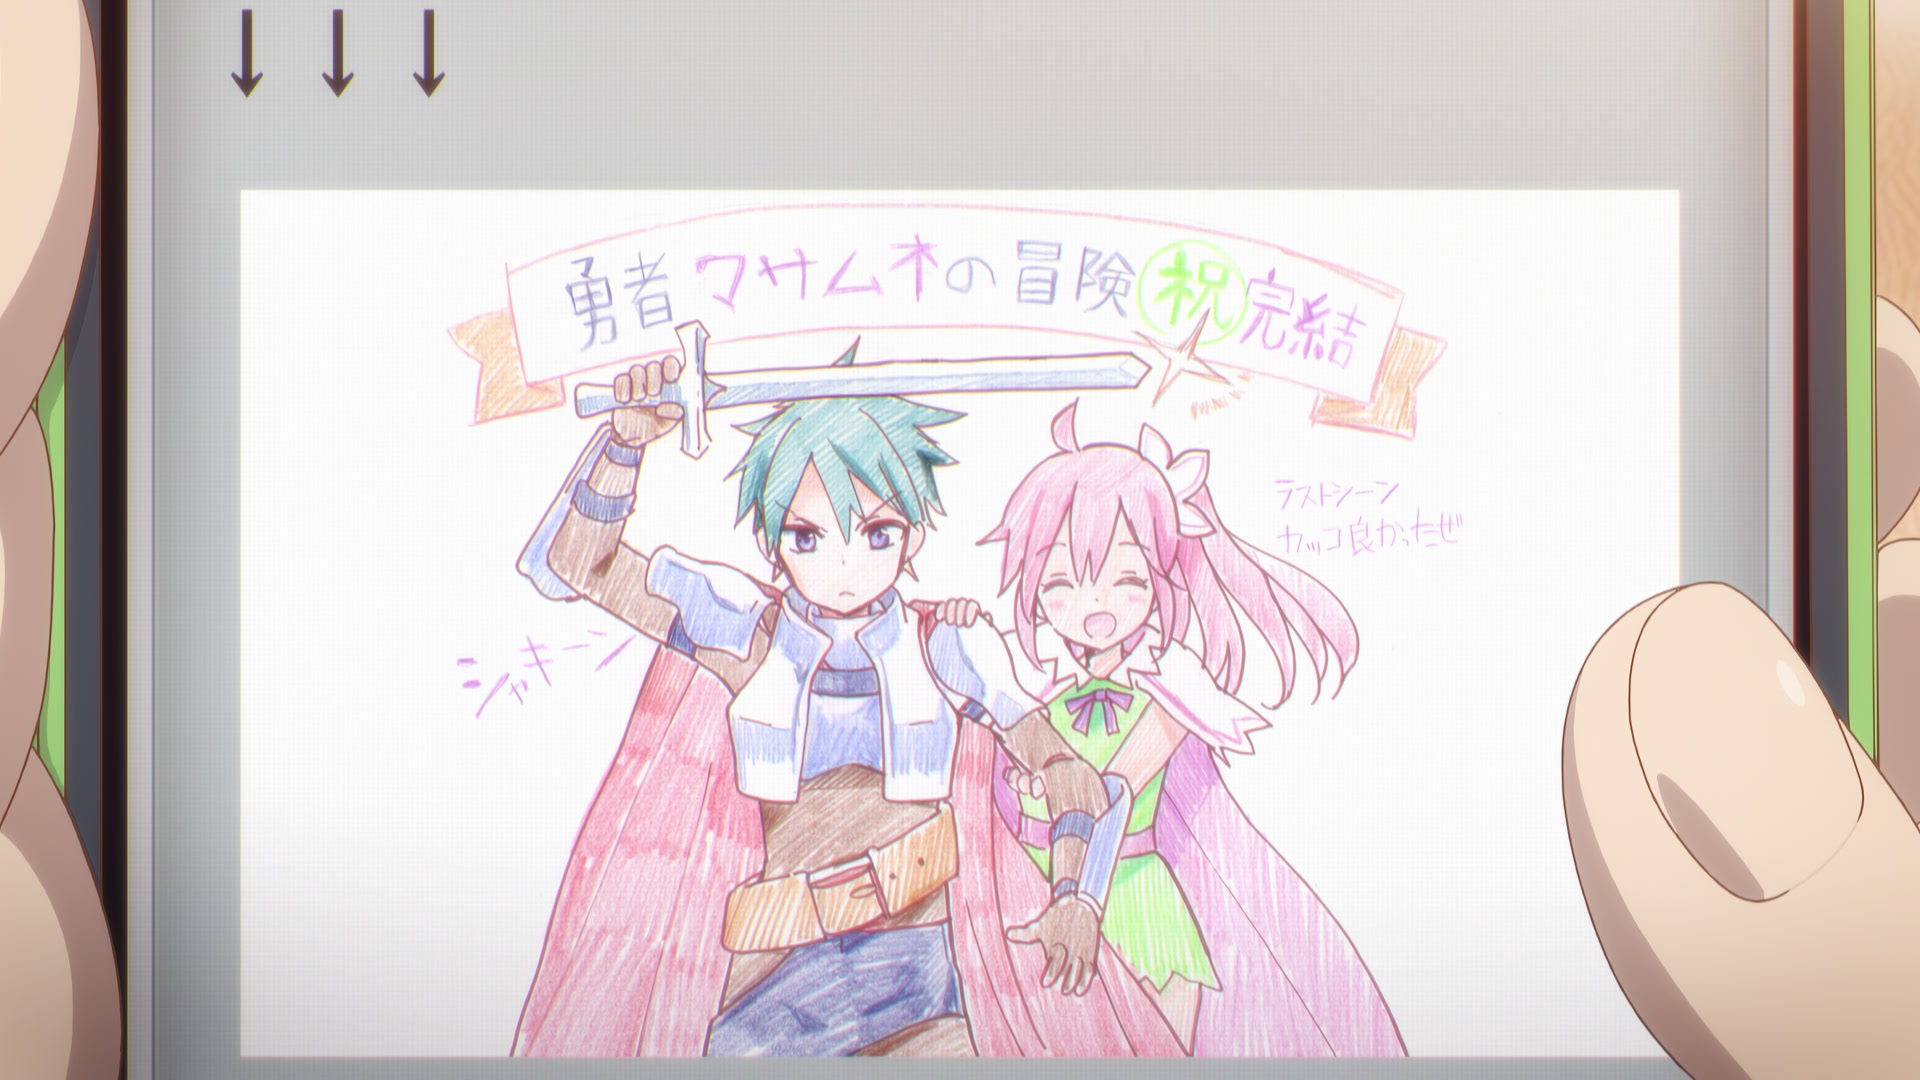 ↓ ↓ ↓
勇者マサムネの冒険㊗完結
ラストシーン
カッコ良かったぜ
シャキーン